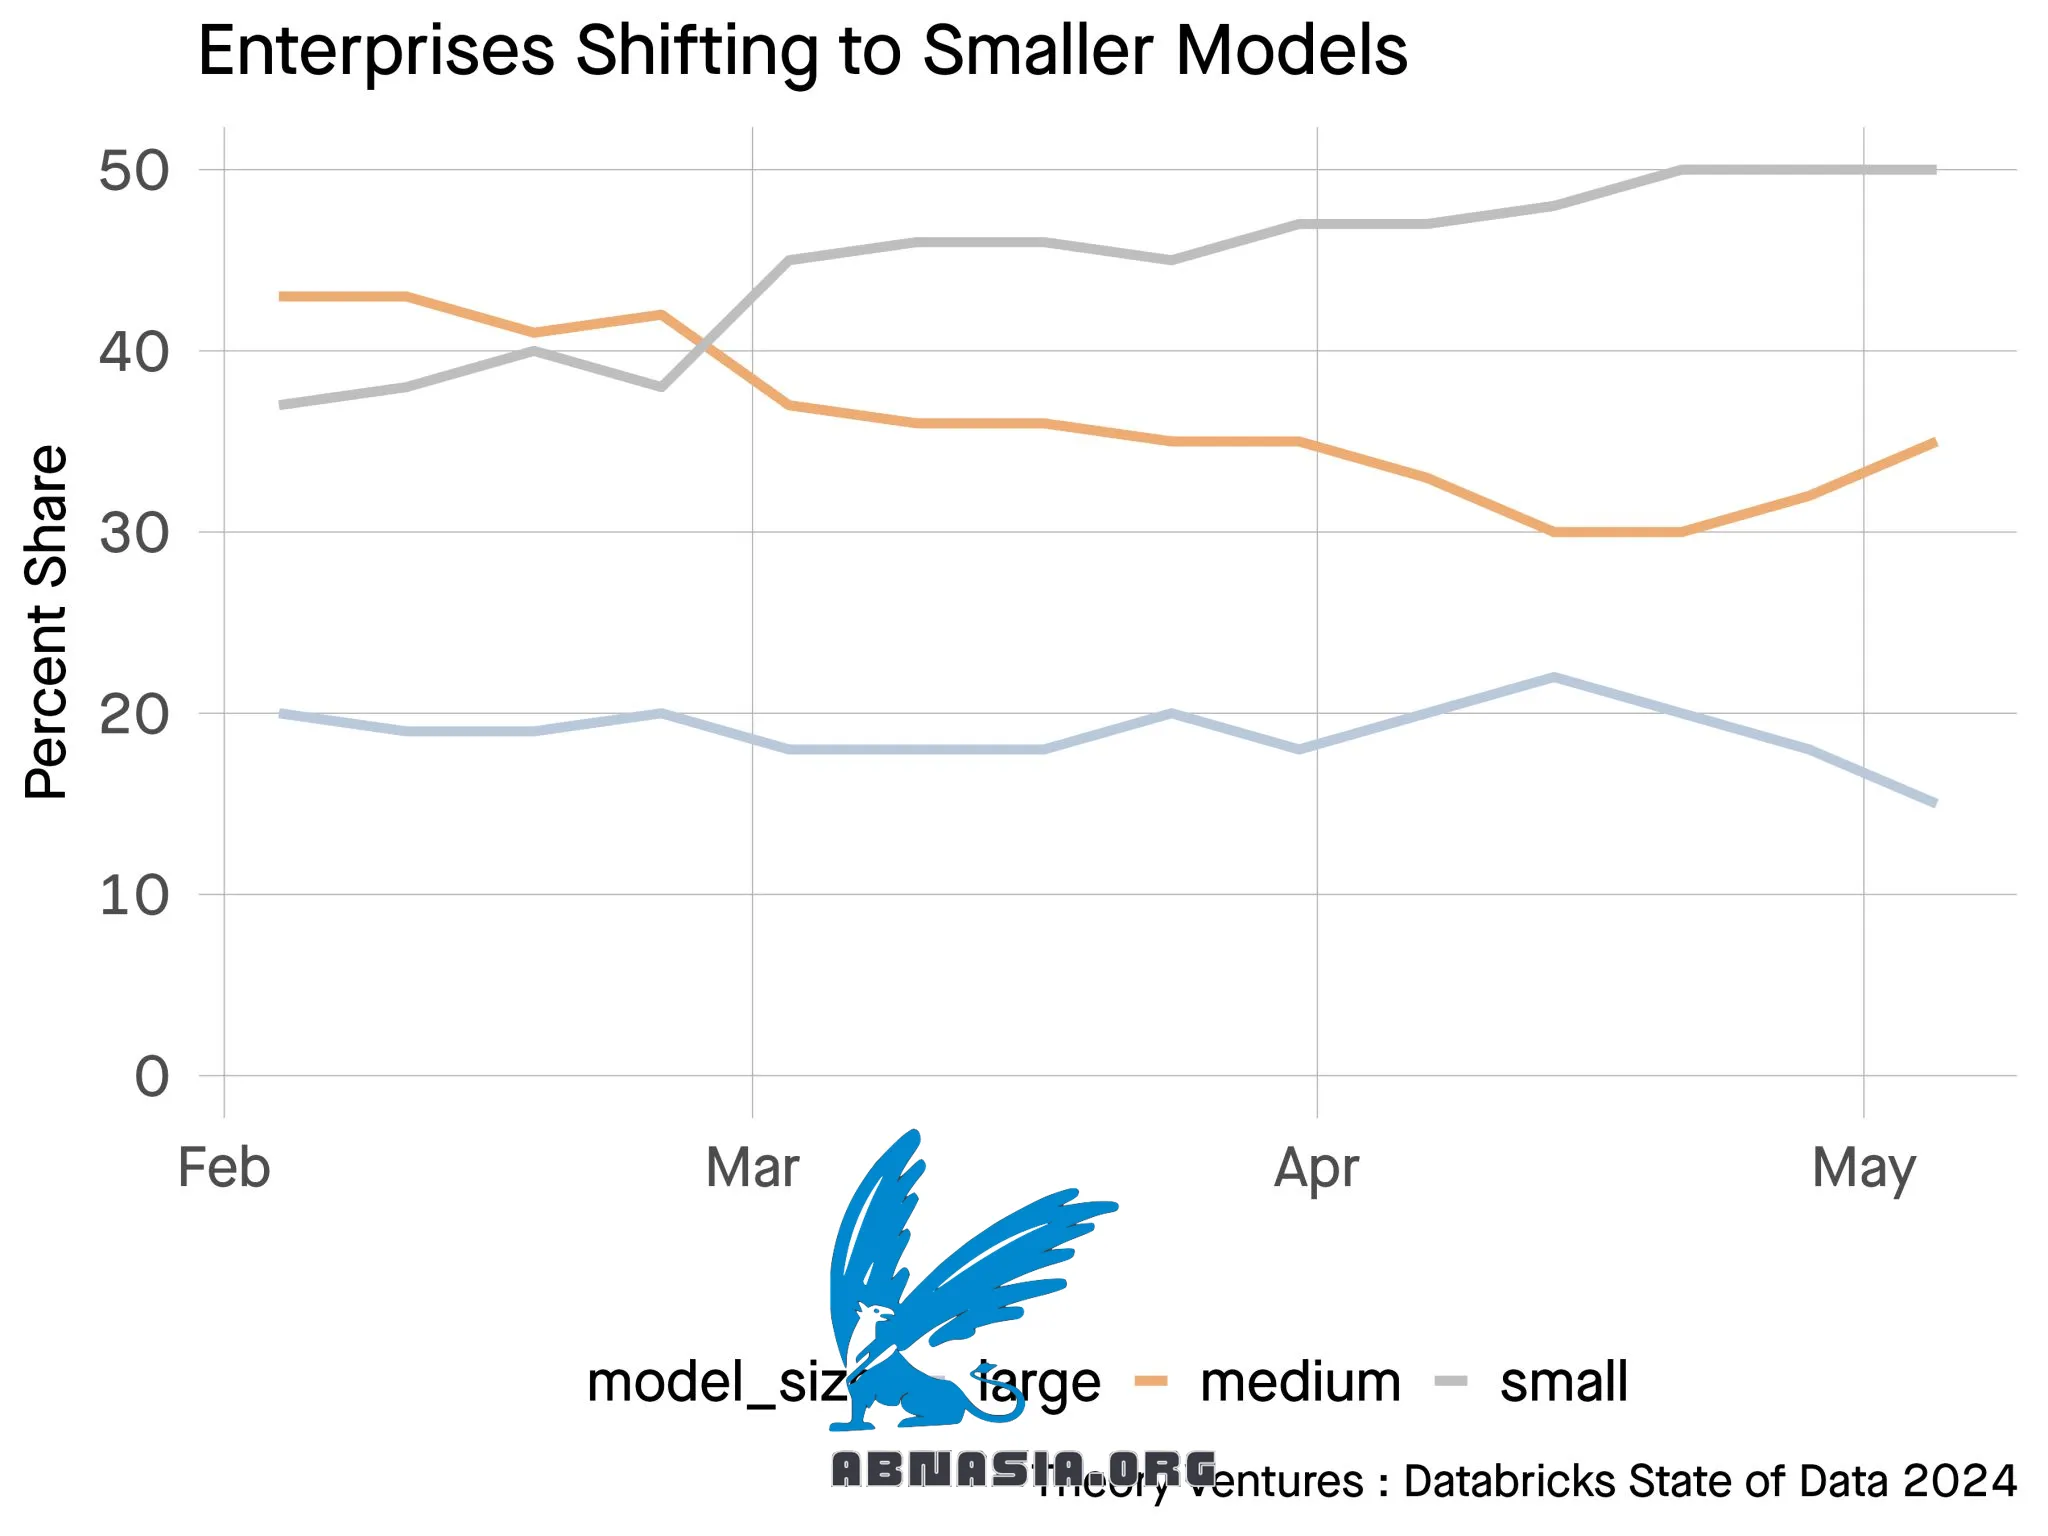 Enterprises Shifting to Smaller Models
Percent Share
50
40
30
20
10
0
Feb Mar Apr May
large medium small
ABNASIA.ORG
Ventures : Databricks State of Data 2024